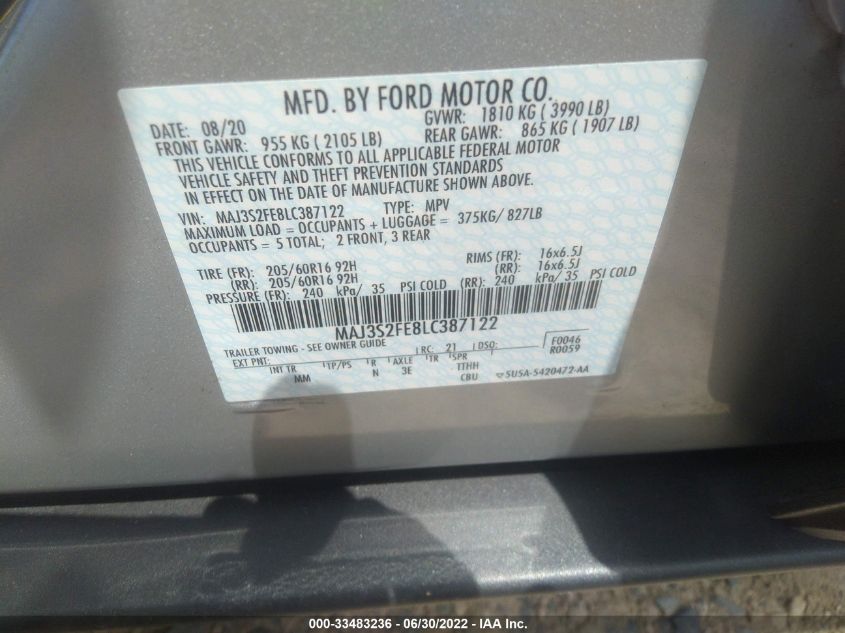 MFD. BY FORD MOTOR CO.
DATE: 08/20 GVWR: 1810 KG ( 3990 LB)
FRONT GAWR: 955 KG ( 2105 LB) REAR GAWR: 865 KG ( 1907 LB)
THIS VEHICLE CONFORMS TO ALL APPLICABLE FEDERAL MOTOR
VEHICLE SAFETY AND THEFT PREVENTION STANDARDS
IN EFFECT ON THE DATE OF MANUFACTURE SHOWN ABOVE.
VIN: MAJ3S2FE8LC387122 TYPE: MPV
MAXIMUM LOAD = OCCUPANTS + LUGGAGE = 375KG/ 827LB
OCCUPANTS = 5 TOTAL; 2 FRONT, 3 REAR
TIRE (FR): 205/60R16 92H RIMS (FR): 16x6.5J
(RR): 205/60R16 92H (RR): 16x6.5J
PRESSURE (FR): 240 kPa/ 35 PSI COLD (RR): 240 kPa/ 35 PSI COLD
MAJ3S2FE8LC387122
TRAILER TOWING - SEE OWNER GUIDE
EXT PNT: RC: 21 DSO: F0046
R0059
INT TR TP/PS R AXLE TR SPR
MM N 3E TTHH
CBU 5U5A-5420472-AA
000-33483236 - 06/30/2022 - IAA Inc.